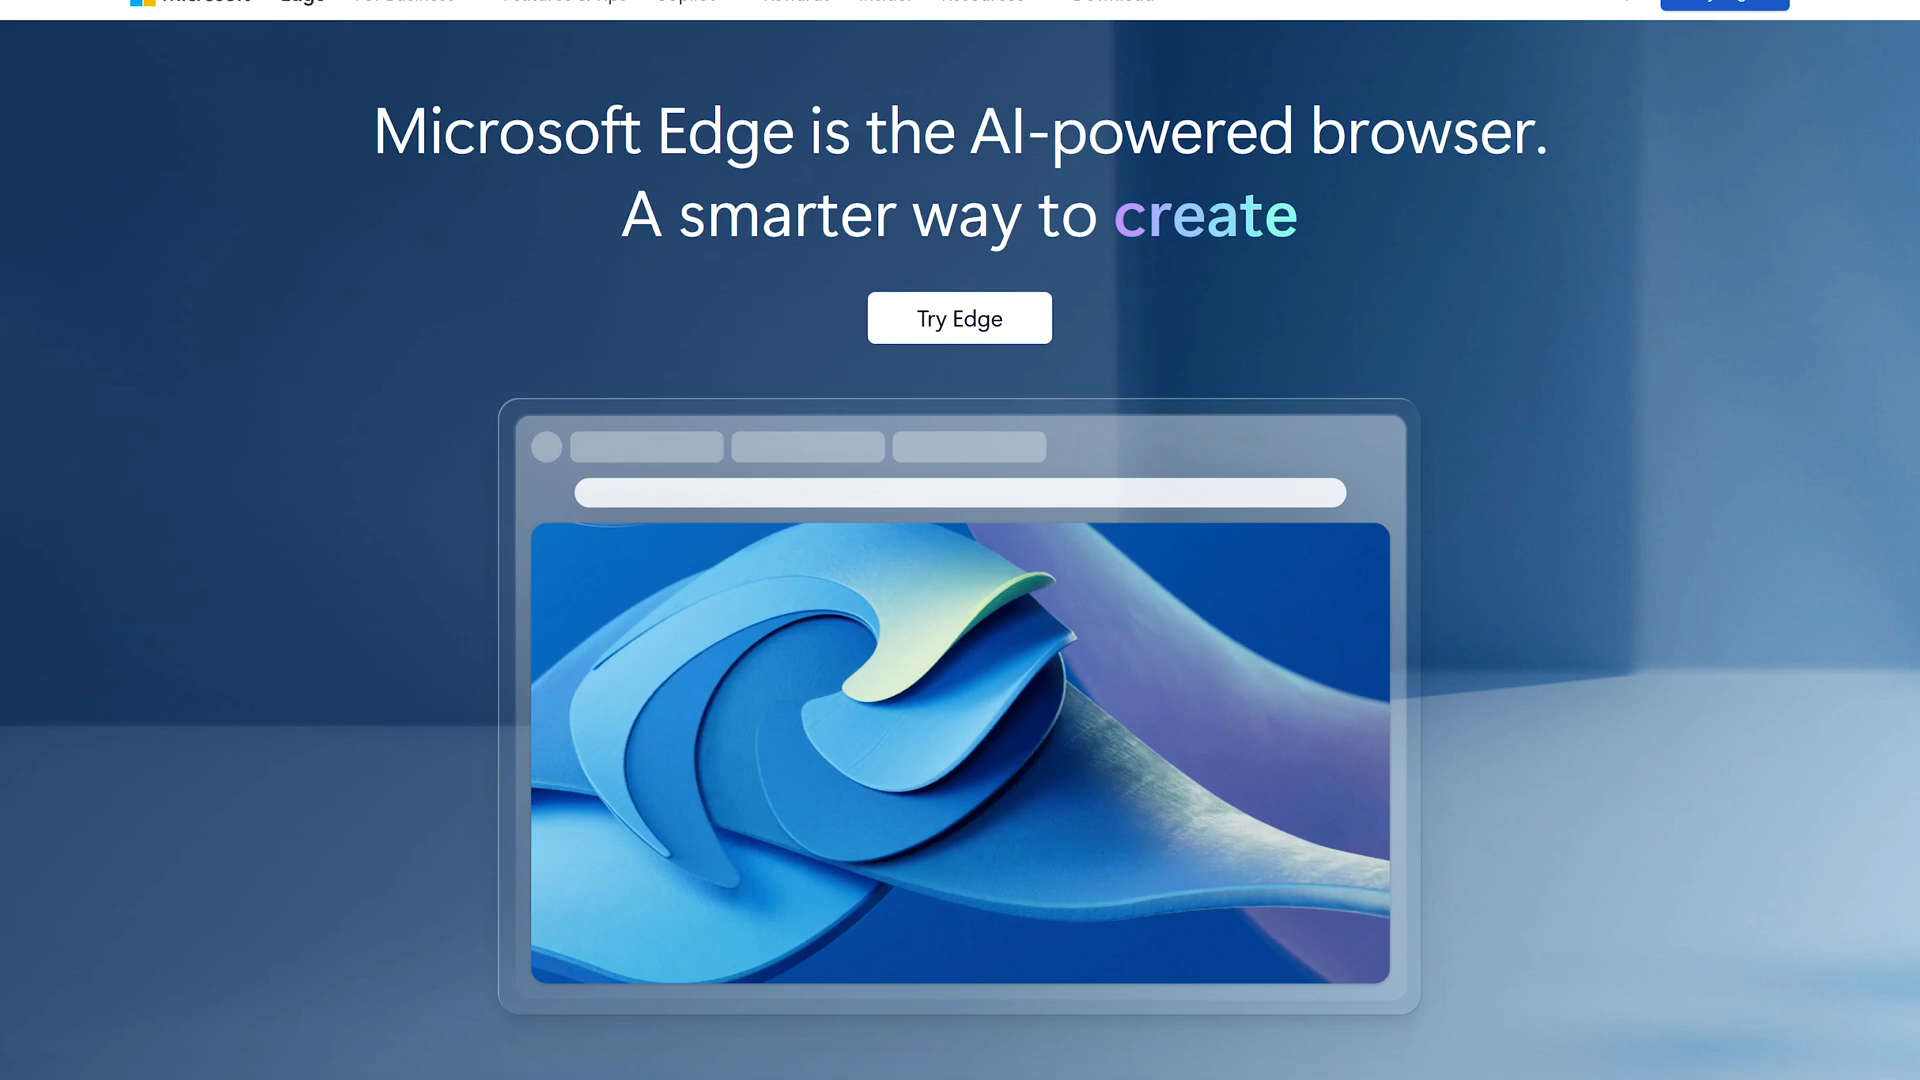 Microsoft Edge is the AI-powered browser.
A smarter way to create
Try Edge